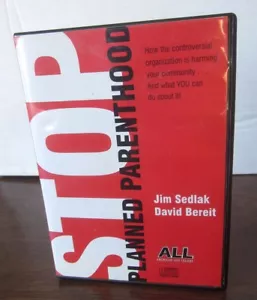 STOP
PLANNED PARENTHOOD
How the controversial
organization is harming
your community
And what YOU can
do about it!
Jim Sedlak
David Bereit
ALL